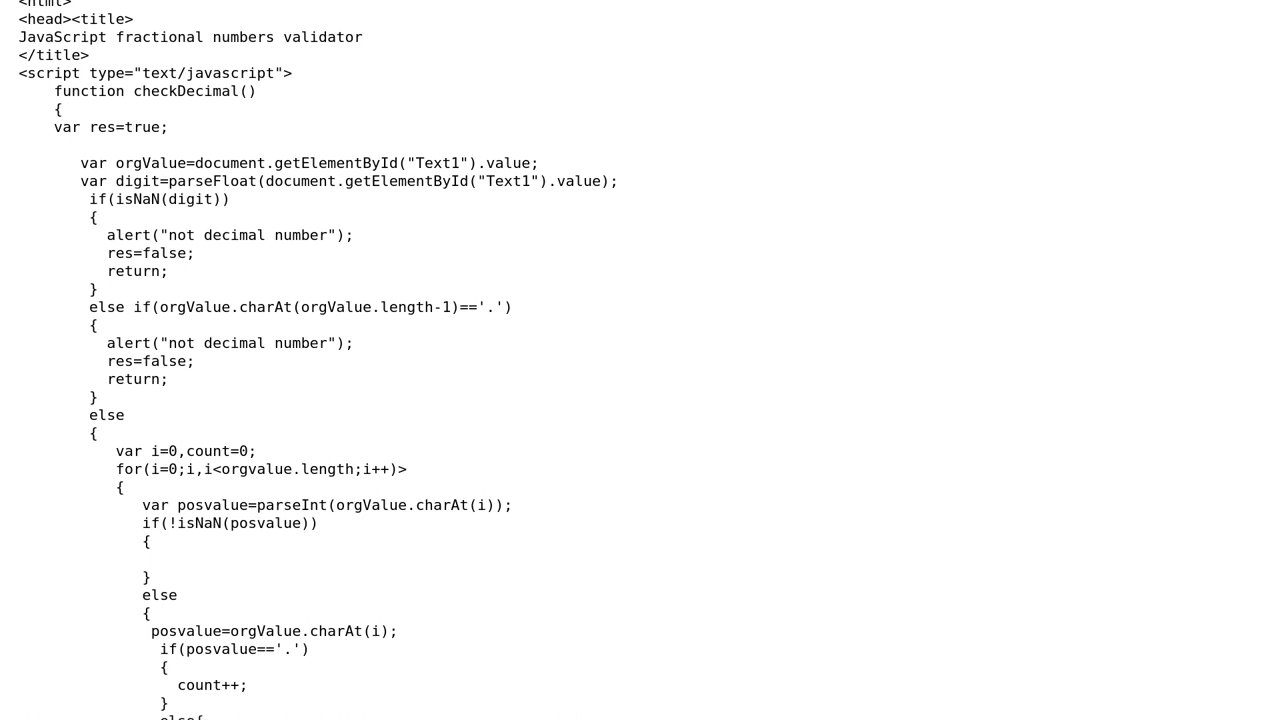 <html>
<head><title>
JavaScript fractional numbers validator
</title>
<script type="text/javascript">
    function checkDecimal()
    {
    var res=true;

       var orgValue=document.getElementById("Text1").value;
       var digit=parseFloat(document.getElementById("Text1").value);
        if(isNaN(digit))
        {
          alert("not decimal number");
          res=false;
          return;
        }
        else if(orgValue.charAt(orgValue.length-1)=='.')
        {
          alert("not decimal number");
          res=false;
          return;
        }
        else
        {
           var i=0,count=0;
           for(i=0;i,i<orgvalue.length;i++)>
           {
              var posvalue=parseInt(orgValue.charAt(i));
              if(!isNaN(posvalue))
              {

              }
              else
              {
               posvalue=orgValue.charAt(i);
                if(posvalue=='.')
                {
                  count++;
                }
                else{